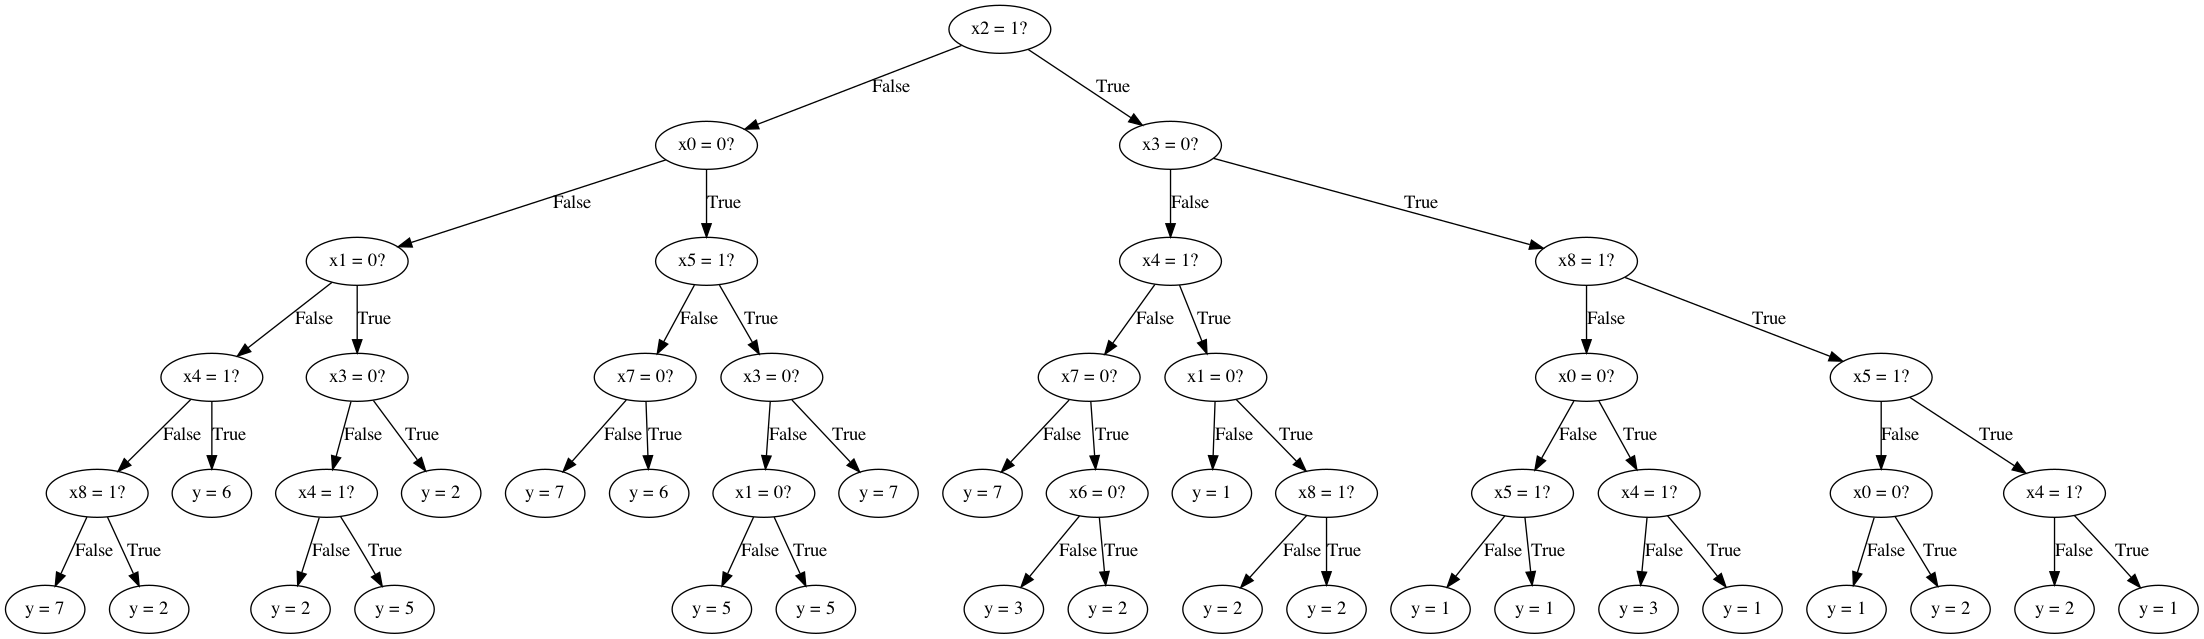 x2 = 1?
False
True
x0 = 0?
x3 = 0?
False
True
False
True
x1 = 0?
x5 = 1?
x4 = 1?
x8 = 1?
False
True
False
True
False
True
False
True
x4 = 1?
x3 = 0?
x7 = 0?
x3 = 0?
x7 = 0?
x1 = 0?
x0 = 0?
x5 = 1?
False
True
False
True
False
True
False
True
False
True
False
True
False
True
False
True
x8 = 1?
y = 6
x4 = 1?
y = 2
y = 7
y = 6
x1 = 0?
y = 7
y = 7
x6 = 0?
y = 1
x8 = 1?
x5 = 1?
x4 = 1?
x0 = 0?
x4 = 1?
False
True
False
True
False
True
False
True
False
True
False
True
False
True
False
True
False
True
y = 7
y = 2
y = 2
y = 5
y = 5
y = 5
y = 3
y = 2
y = 2
y = 2
y = 1
y = 1
y = 3
y = 1
y = 1
y = 2
y = 2
y = 1